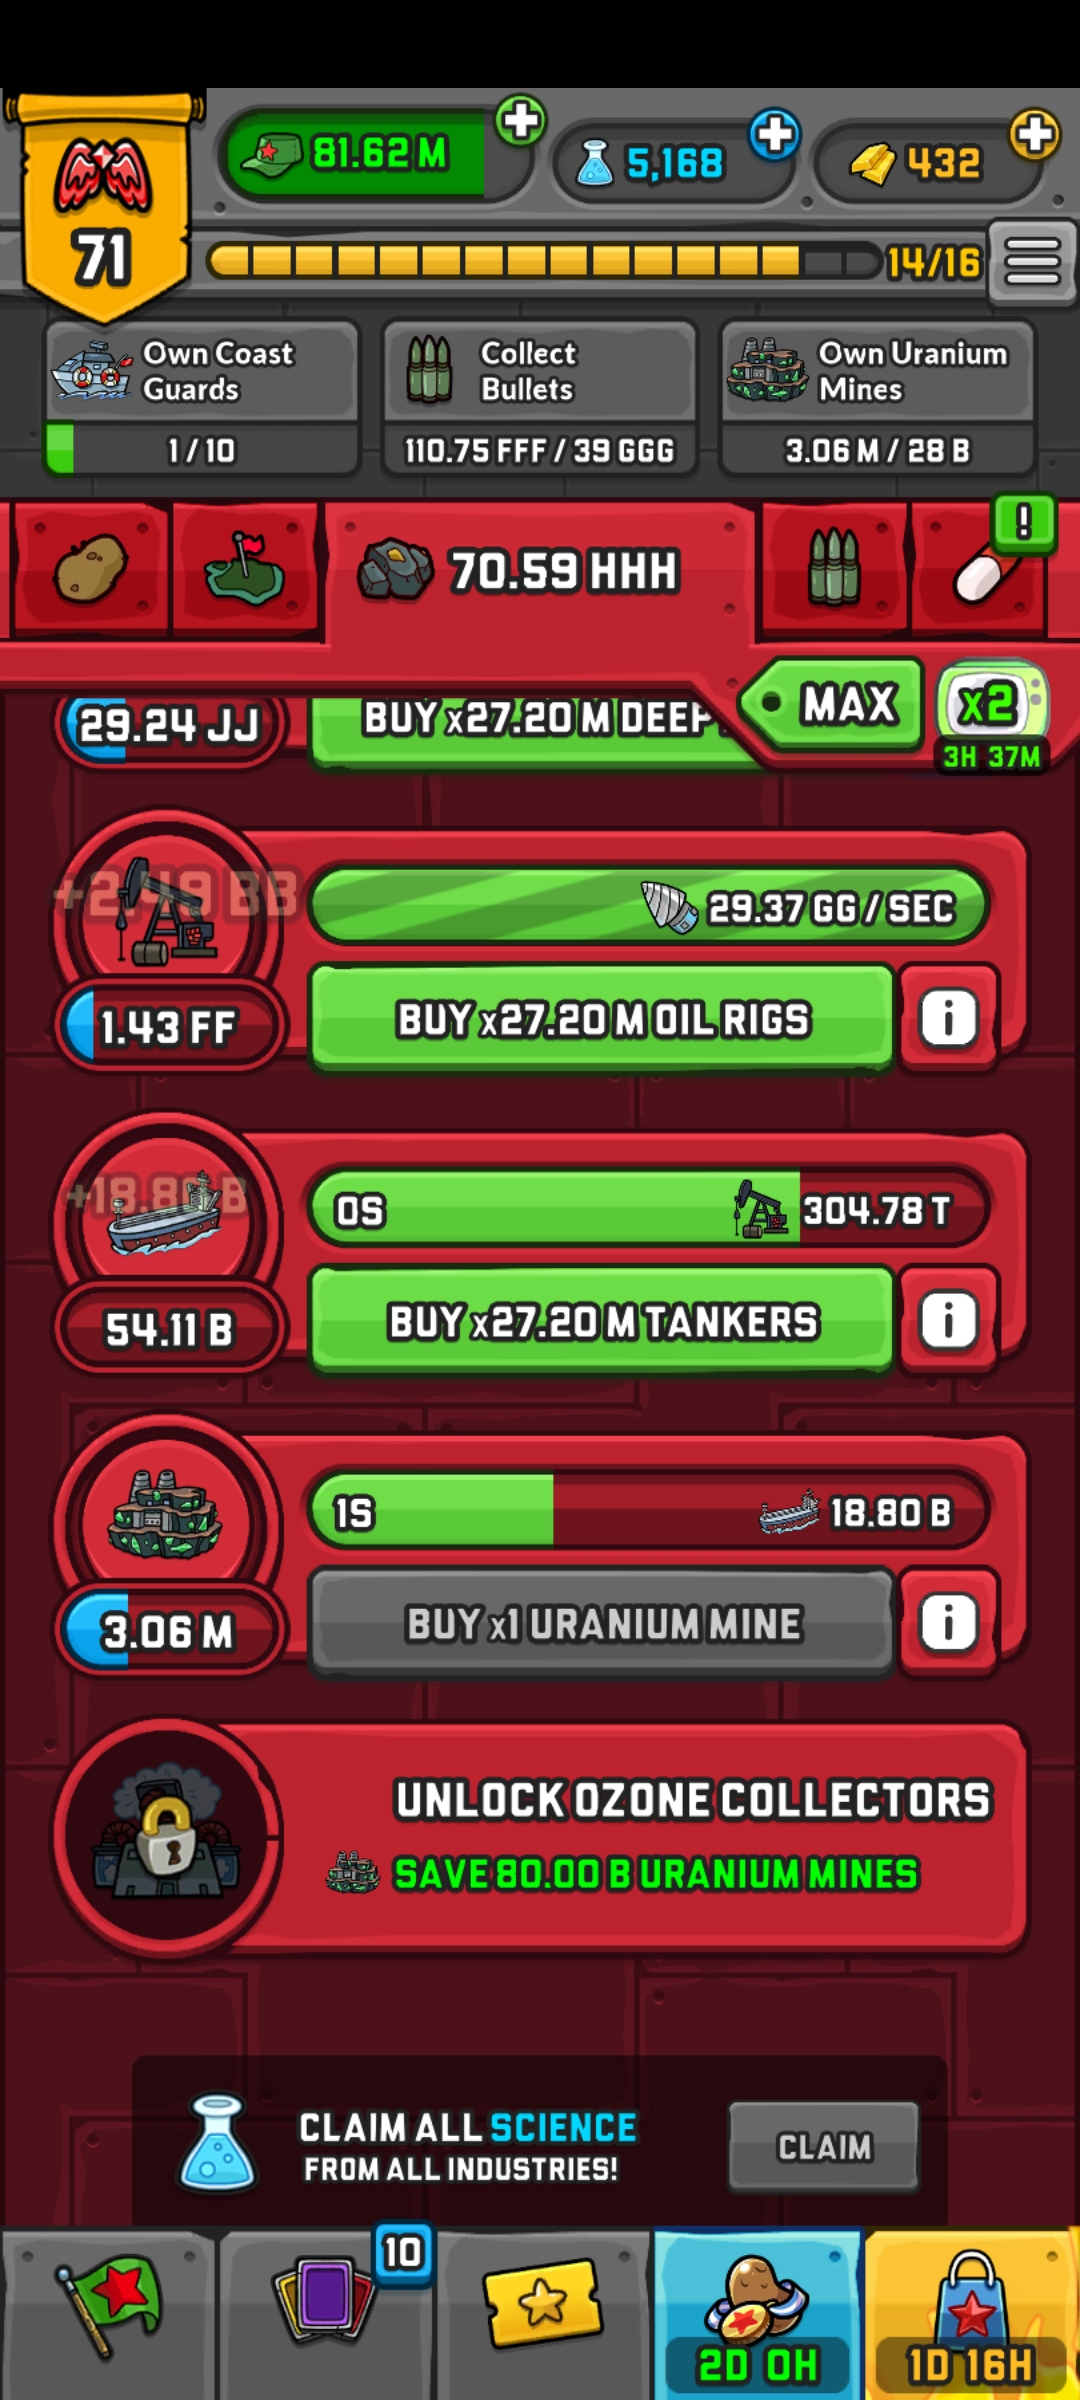 81.62 M
5,168
432
71
14/16
Own Coast
Guards
1 / 10
Collect
Bullets
110.75 FFF / 39 GGG
Own Uranium
Mines
3.06 M / 28 B
70.59 HHH
!
MAX
x2
3H 37M
29.24 JJ
BUY x27.20 M DEEP
+2.49 BB
29.37 GG / SEC
1.43 FF
BUY x27.20 M OIL RIGS
i
+18.80 B
0S
304.78 T
54.11 B
BUY x27.20 M TANKERS
i
1S
18.80 B
3.06 M
BUY x1 URANIUM MINE
i
UNLOCK OZONE COLLECTORS
SAVE 80.00 B URANIUM MINES
CLAIM ALL SCIENCE
FROM ALL INDUSTRIES!
CLAIM
10
2D 0H
1D 16H